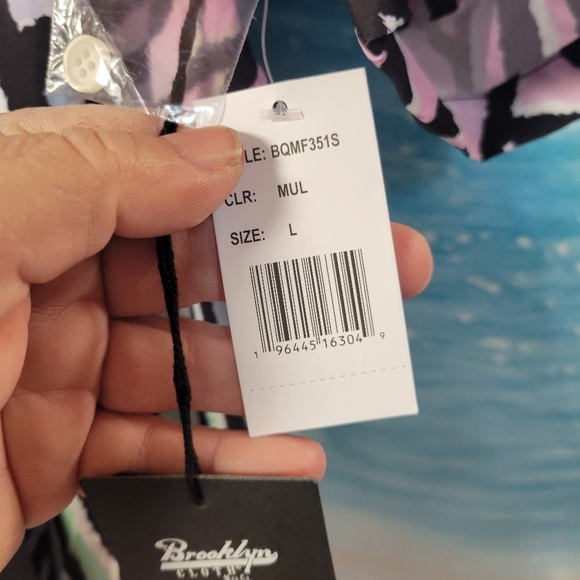 LE: BQMF351S
CLR: MUL
SIZE: L
1 96445 16304 9
Brooklyn
CLOTH